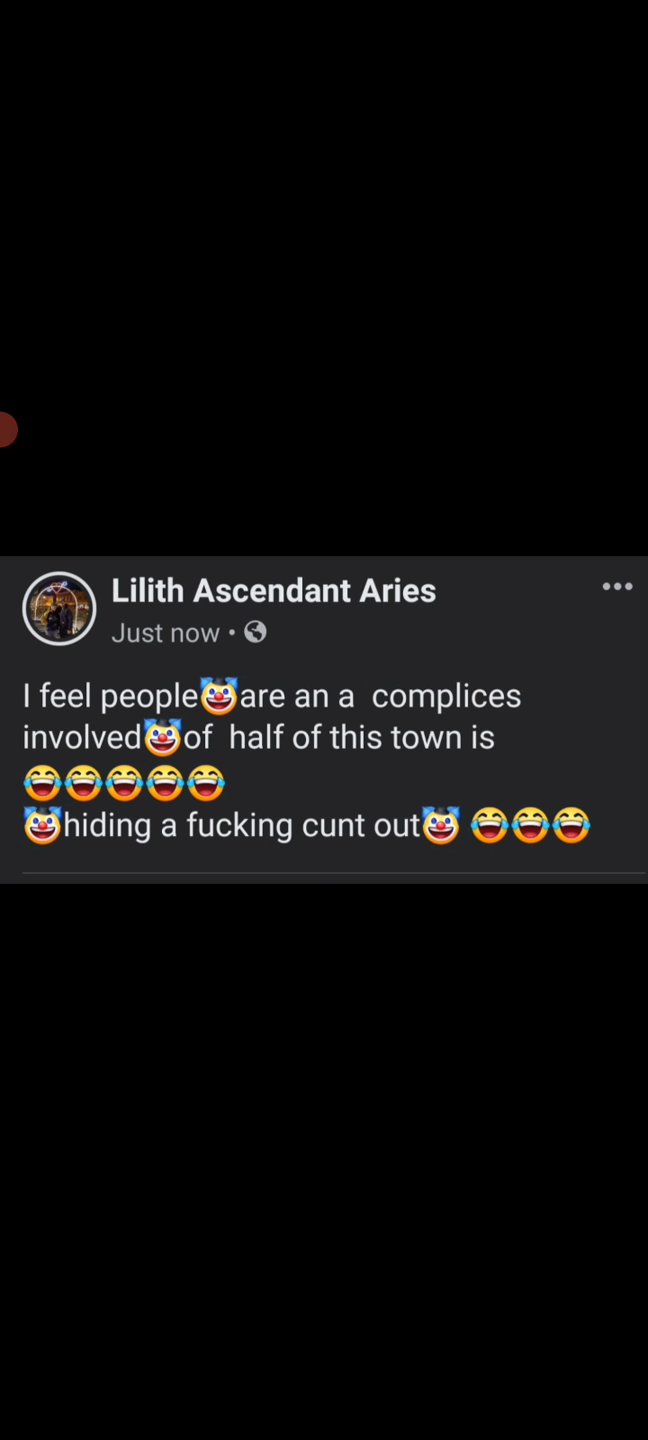 Lilith Ascendant Aries
Just now •
I feel people🤡are an a  complices
involved🤡of  half of this town is
😂😂😂😂😂
🤡hiding a fucking cunt out🤡 😂😂😂